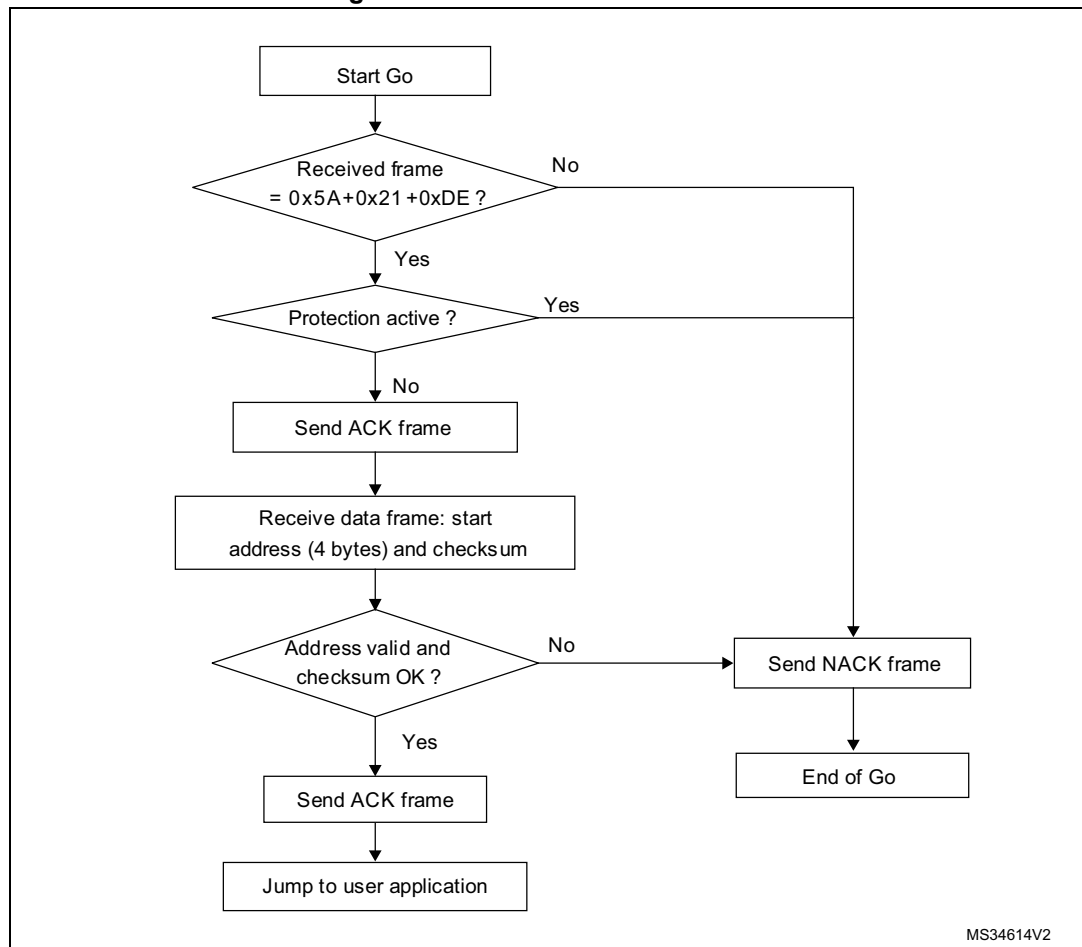 Start Go
Received frame
= 0x5A+0x21+0xDE ?
No
Yes
Protection active ?
Yes
No
Send ACK frame
Receive data frame: start
address (4 bytes) and checksum
Address valid and
checksum OK ?
No
Send NACK frame
Yes
End of Go
Send ACK frame
Jump to user application
MS34614V2